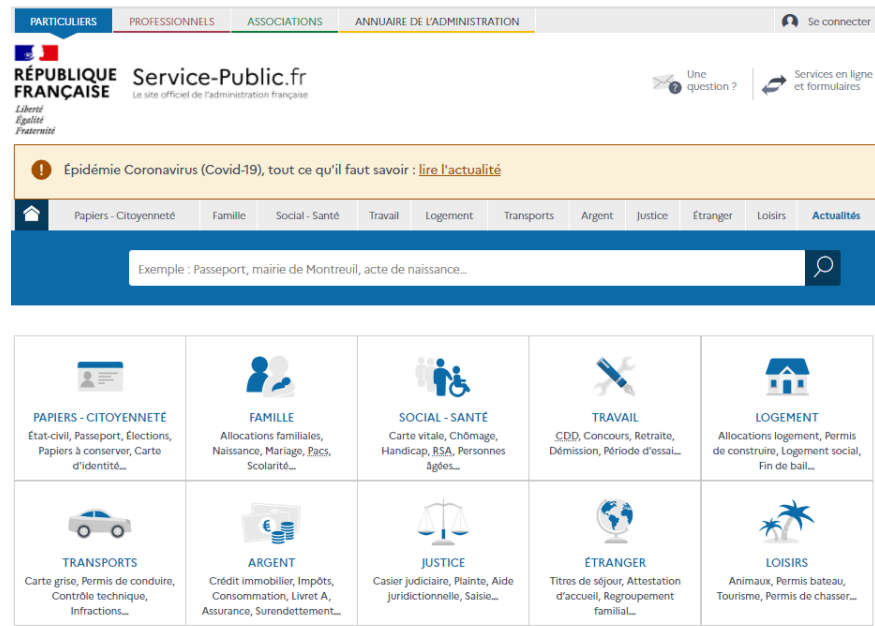 PARTICULIERS PROFESSIONNELS ASSOCIATIONS ANNUAIRE DE L'ADMINISTRATION Se connecter
RÉPUBLIQUE
FRANÇAISE
Liberté
Égalité
Fraternité
Service-Public.fr
Le site officiel de l'administration française
Une
question ?
Services en ligne
et formulaires
Épidémie Coronavirus (Covid-19), tout ce qu'il faut savoir : lire l'actualité
Papiers - Citoyenneté Famille Social - Santé Travail Logement Transports Argent Justice Étranger Loisirs Actualités
Exemple : Passeport, mairie de Montreuil, acte de naissance...
PAPIERS - CITOYENNETÉ
État-civil, Passeport, Élections,
Papiers à conserver, Carte
d'identité...
FAMILLE
Allocations familiales,
Naissance, Mariage, Pacs,
Scolarité...
SOCIAL - SANTÉ
Carte vitale, Chômage,
Handicap, RSA, Personnes
âgées...
TRAVAIL
CDD, Concours, Retraite,
Démission, Période d'essai...
LOGEMENT
Allocations logement, Permis
de construire, Logement social,
Fin de bail...
TRANSPORTS
Carte grise, Permis de conduire,
Contrôle technique,
Infractions...
ARGENT
Crédit immobilier, Impôts,
Consommation, Livret A,
Assurance, Surendettement...
JUSTICE
Casier judiciaire, Plainte, Aide
juridictionnelle, Saisie...
ÉTRANGER
Titres de séjour, Attestation
d'accueil, Regroupement
familial...
LOISIRS
Animaux, Permis bateau,
Tourisme, Permis de chasser...